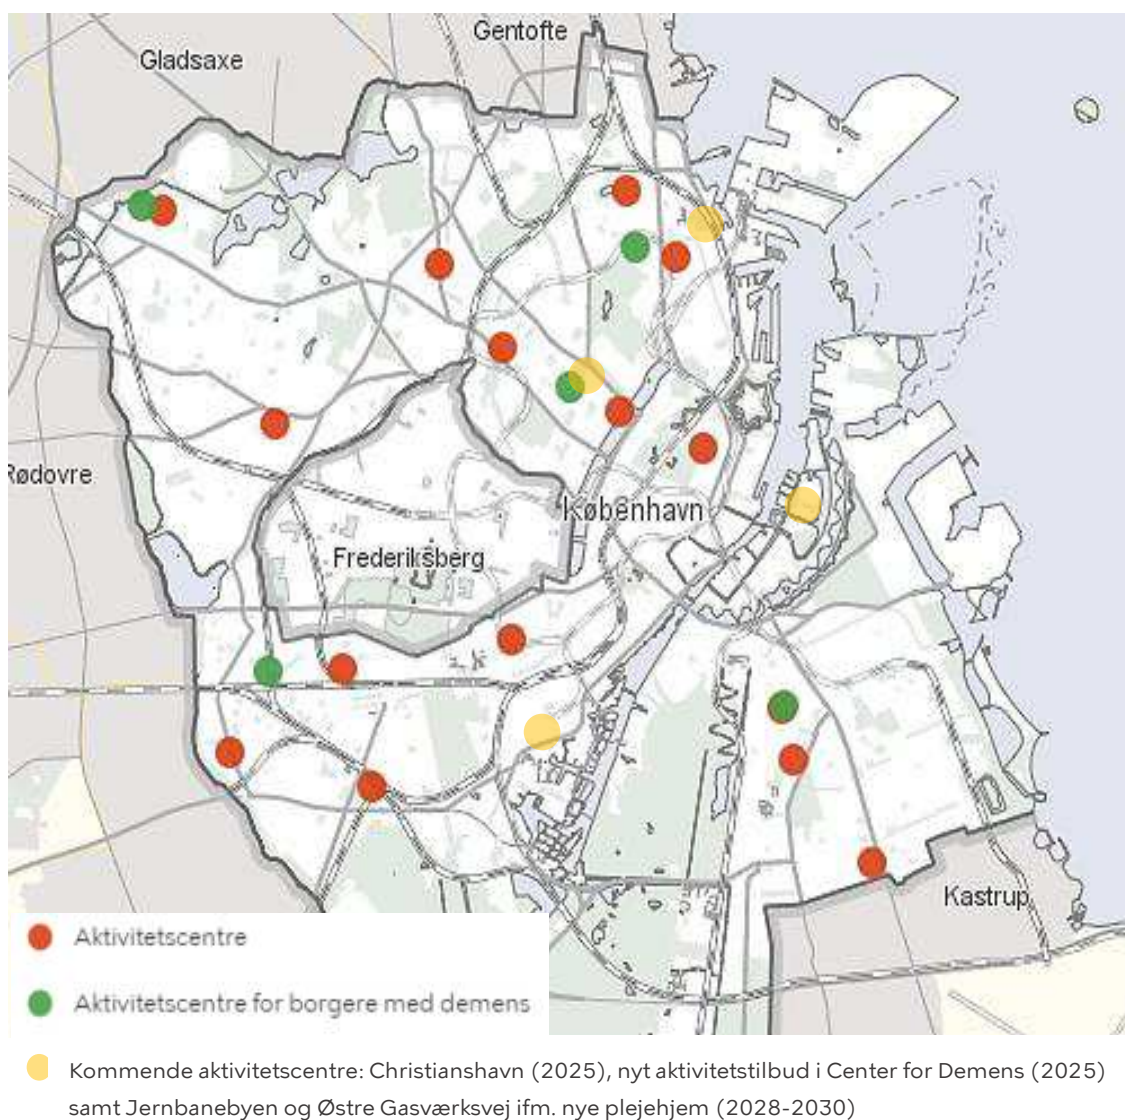 Gentofte
Gladsaxe
Rødovre
København
Frederiksberg
Kastrup
Aktivitetscentre
Aktivitetscentre for borgere med demens
Kommende aktivitetscentre: Christianshavn (2025), nyt aktivitetstilbud i Center for Demens (2025)
samt Jernbanebyen og Østre Gasværksvej ifm. nye plejehjem (2028-2030)